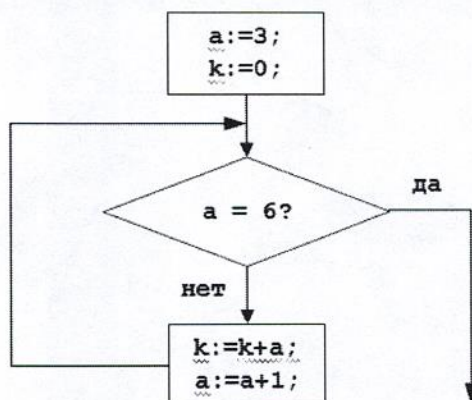 a:=3;
k:=0;
a = 6?
да
нет
k:=k+a;
a:=a+1;